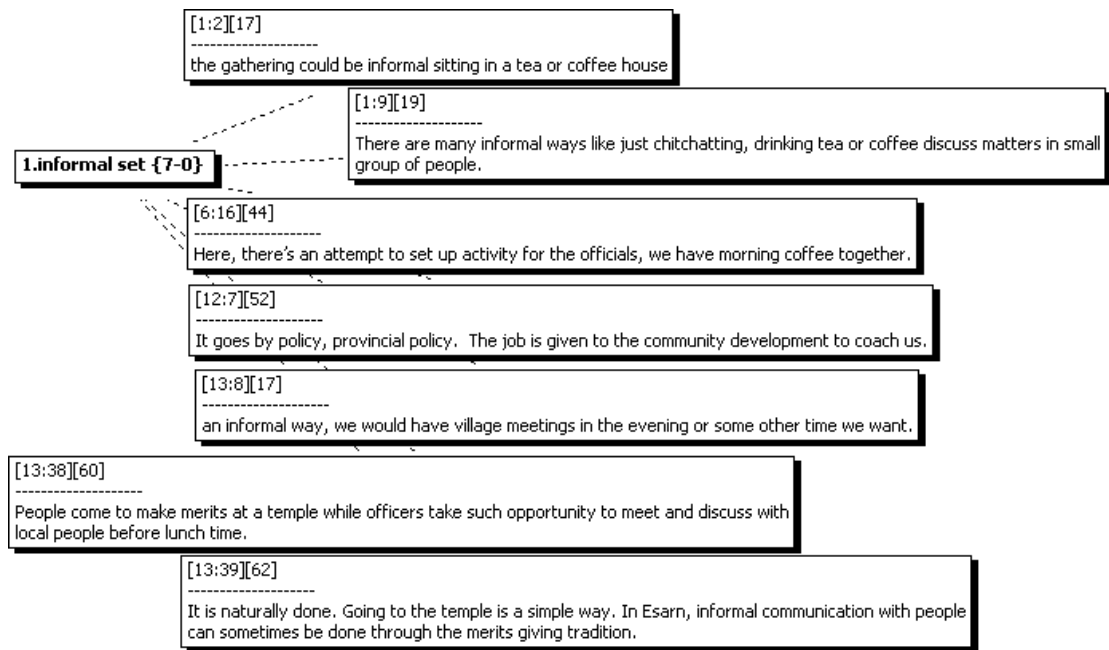 [1:2][17]
--------------------
the gathering could be informal sitting in a tea or coffee house
[1:9][19]
--------------------
There are many informal ways like just chitchatting, drinking tea or coffee discuss matters in small
group of people.
1.informal set {7-0}
[6:16][44]
--------------------
Here, there's an attempt to set up activity for the officials, we have morning coffee together.
[12:7][52]
--------------------
It goes by policy, provincial policy.  The job is given to the community development to coach us.
[13:8][17]
--------------------
an informal way, we would have village meetings in the evening or some other time we want.
[13:38][60]
--------------------
People come to make merits at a temple while officers take such opportunity to meet and discuss with
local people before lunch time.
[13:39][62]
--------------------
It is naturally done. Going to the temple is a simple way. In Esarn, informal communication with people
can sometimes be done through the merits giving tradition.